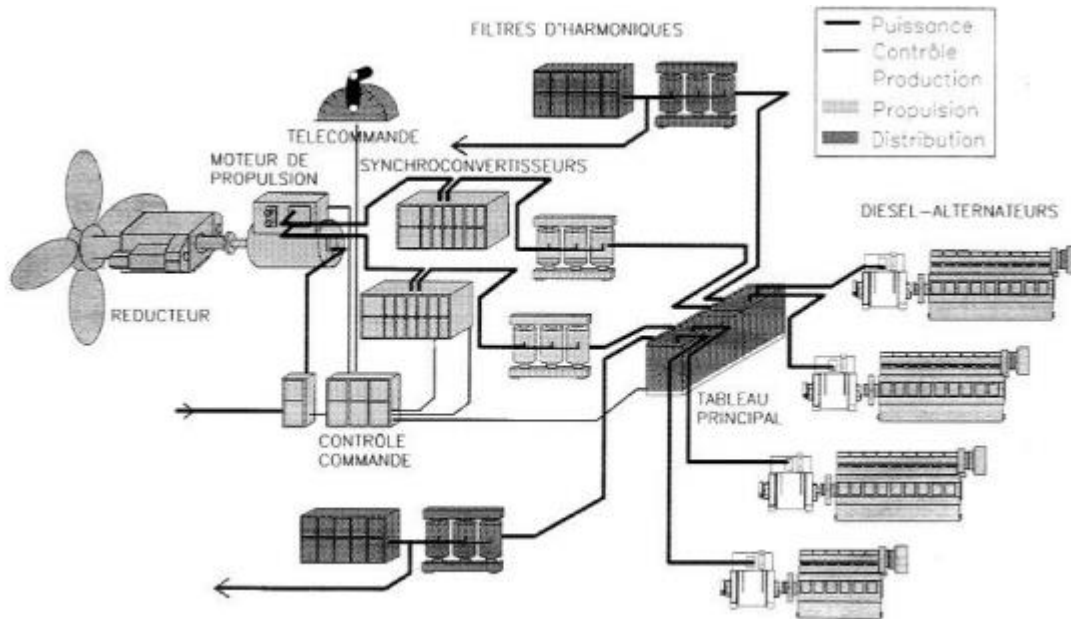 FILTRES D'HARMONIQUES
Puissance
Contrôle
Production
Propulsion
Distribution
TELECOMMANDE
SYNCHROCONVERTISSEURS
MOTEUR DE
PROPULSION
DIESEL-ALTERNATEURS
REDUCTEUR
TABLEAU
PRINCIPAL
CONTRÔLE
COMMANDE